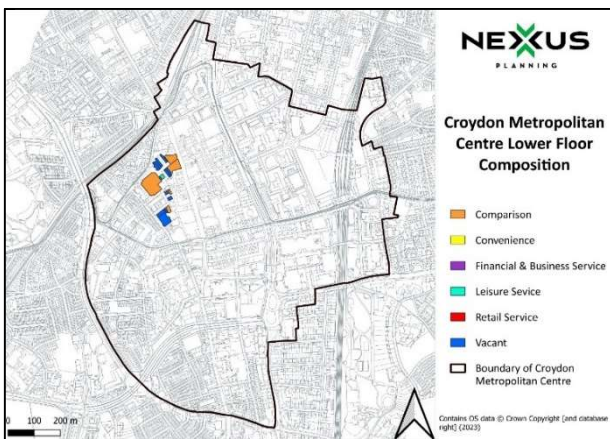 NEXUS
PLANNING
Croydon Metropolitan
Centre Lower Floor
Composition
Comparison
Convenience
Financial & Business Service
Leisure Sevice
Retail Service
Vacant
Boundary of Croydon
Metropolitan Centre
0 100 200 m
Contains OS data © Crown Copyright [and database
right] (2023)